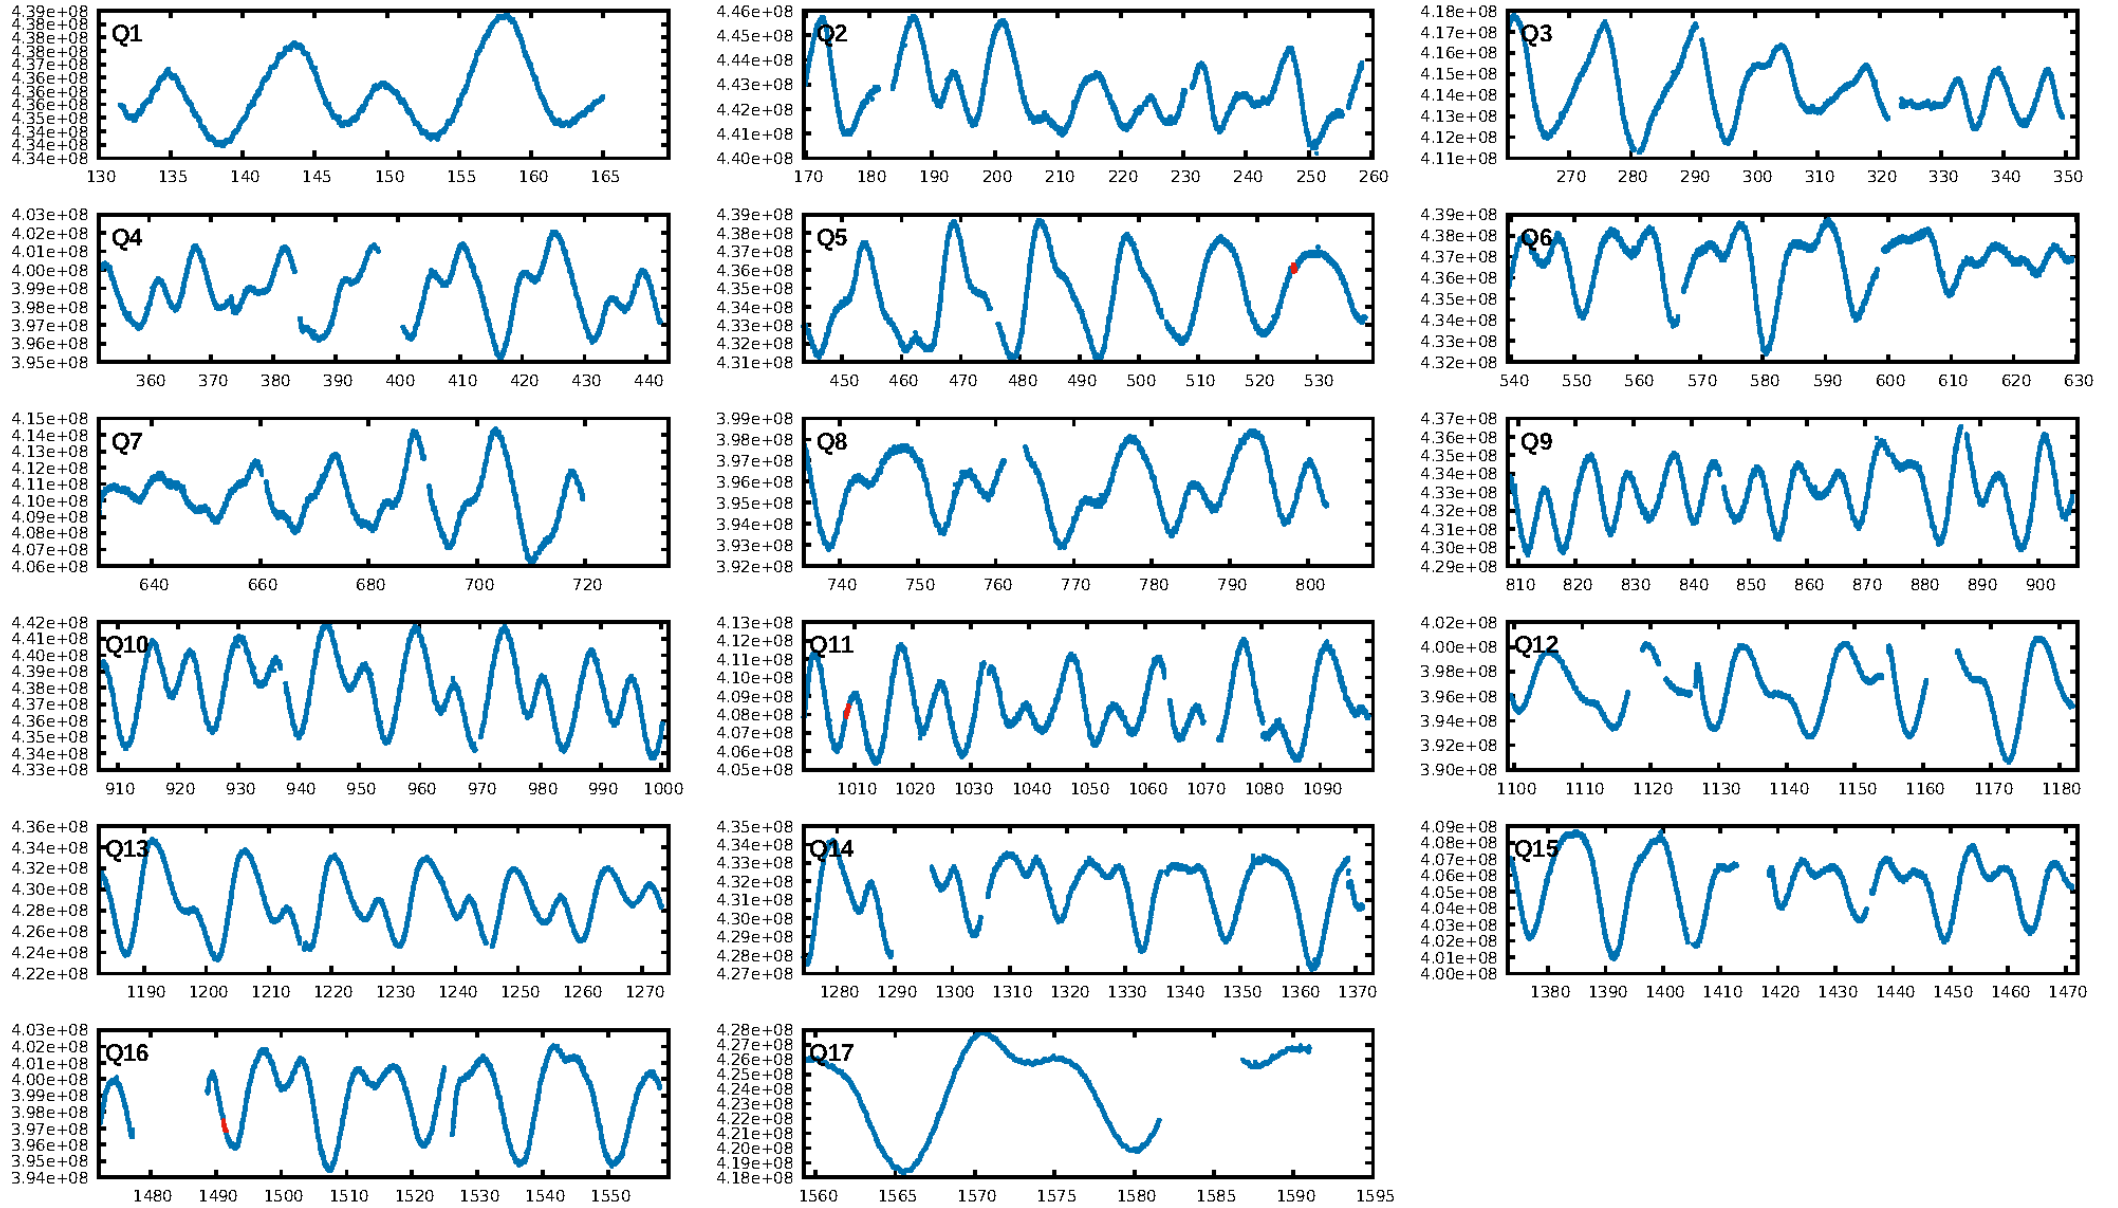 4.39e+08
4.38e+08
4.38e+08
4.38e+08
4.37e+08
4.36e+08
4.36e+08
4.36e+08
4.35e+08
4.34e+08
4.34e+08
4.34e+08
Q1
130 135 140 145 150 155 160 165
4.46e+08
4.45e+08
4.44e+08
4.43e+08
4.42e+08
4.41e+08
4.40e+08
Q2
170 180 190 200 210 220 230 240 250 260
4.18e+08
4.17e+08
4.16e+08
4.15e+08
4.14e+08
4.13e+08
4.12e+08
4.11e+08
Q3
270 280 290 300 310 320 330 340 350
4.03e+08
4.02e+08
4.01e+08
4.00e+08
3.99e+08
3.98e+08
3.97e+08
3.96e+08
3.95e+08
Q4
360 370 380 390 400 410 420 430 440
4.39e+08
4.38e+08
4.37e+08
4.36e+08
4.35e+08
4.34e+08
4.33e+08
4.32e+08
4.31e+08
Q5
450 460 470 480 490 500 510 520 530
4.39e+08
4.38e+08
4.37e+08
4.36e+08
4.35e+08
4.34e+08
4.33e+08
4.32e+08
Q6
540 550 560 570 580 590 600 610 620 630
4.15e+08
4.14e+08
4.13e+08
4.12e+08
4.11e+08
4.10e+08
4.09e+08
4.08e+08
4.07e+08
4.06e+08
Q7
640 660 680 700 720
3.99e+08
3.98e+08
3.97e+08
3.96e+08
3.95e+08
3.94e+08
3.93e+08
3.92e+08
Q8
740 750 760 770 780 790 800
4.37e+08
4.36e+08
4.35e+08
4.34e+08
4.33e+08
4.32e+08
4.31e+08
4.30e+08
4.29e+08
Q9
810 820 830 840 850 860 870 880 890 900
4.42e+08
4.41e+08
4.40e+08
4.39e+08
4.38e+08
4.37e+08
4.36e+08
4.35e+08
4.34e+08
4.33e+08
Q10
910 920 930 940 950 960 970 980 990 1000
4.13e+08
4.12e+08
4.11e+08
4.10e+08
4.09e+08
4.08e+08
4.07e+08
4.06e+08
4.05e+08
Q11
1010 1020 1030 1040 1050 1060 1070 1080 1090
4.02e+08
4.00e+08
3.98e+08
3.96e+08
3.94e+08
3.92e+08
3.90e+08
Q12
1100 1110 1120 1130 1140 1150 1160 1170 1180
4.36e+08
4.34e+08
4.32e+08
4.30e+08
4.28e+08
4.26e+08
4.24e+08
4.22e+08
Q13
1190 1200 1210 1220 1230 1240 1250 1260 1270
4.35e+08
4.34e+08
4.33e+08
4.32e+08
4.31e+08
4.30e+08
4.29e+08
4.28e+08
4.27e+08
Q14
1280 1290 1300 1310 1320 1330 1340 1350 1360 1370
4.09e+08
4.08e+08
4.07e+08
4.06e+08
4.05e+08
4.04e+08
4.03e+08
4.02e+08
4.01e+08
4.00e+08
Q15
1380 1390 1400 1410 1420 1430 1440 1450 1460 1470
4.03e+08
4.02e+08
4.01e+08
4.00e+08
3.99e+08
3.98e+08
3.97e+08
3.96e+08
3.95e+08
3.94e+08
Q16
1480 1490 1500 1510 1520 1530 1540 1550
4.28e+08
4.27e+08
4.26e+08
4.25e+08
4.24e+08
4.23e+08
4.22e+08
4.21e+08
4.20e+08
4.19e+08
4.18e+08
Q17
1560 1565 1570 1575 1580 1585 1590 1595